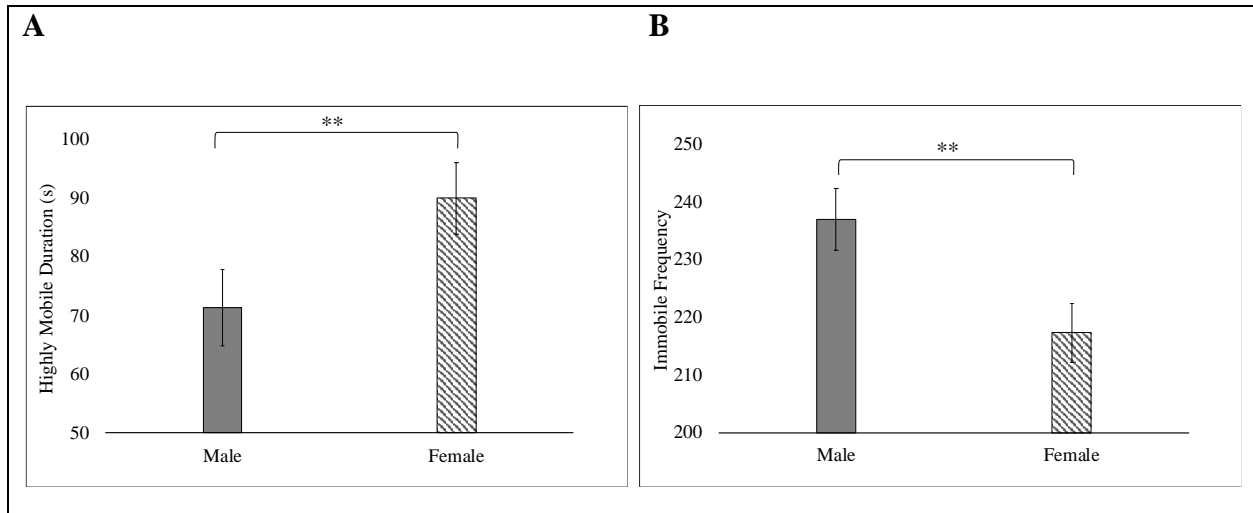 A
B
**
100
90
80
70
60
50
Highly Mobile Duration (s)
Male
Female
**
250
240
230
220
210
200
Immobile Frequency
Male
Female